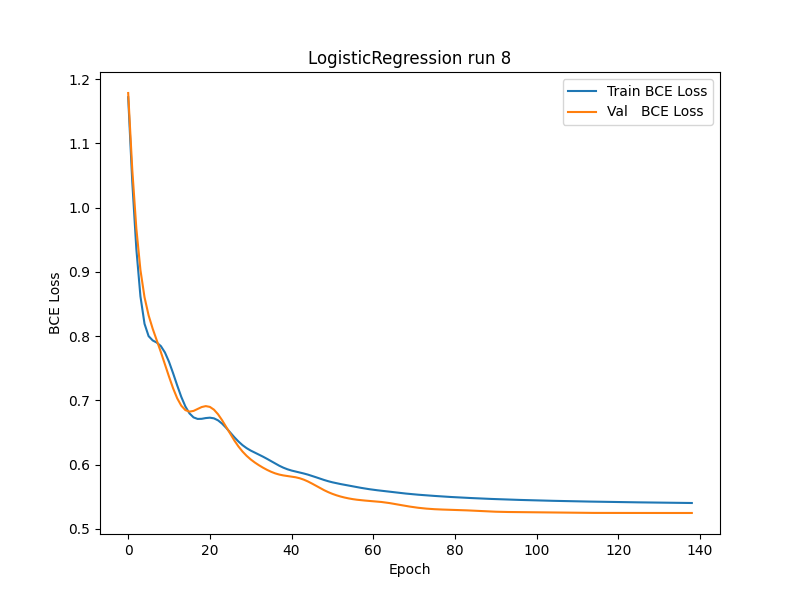 LogisticRegression run 8
Train BCE Loss
Val   BCE Loss
1.2
1.1
1.0
0.9
0.8
0.7
0.6
0.5
BCE Loss
0 20 40 60 80 100 120 140
Epoch